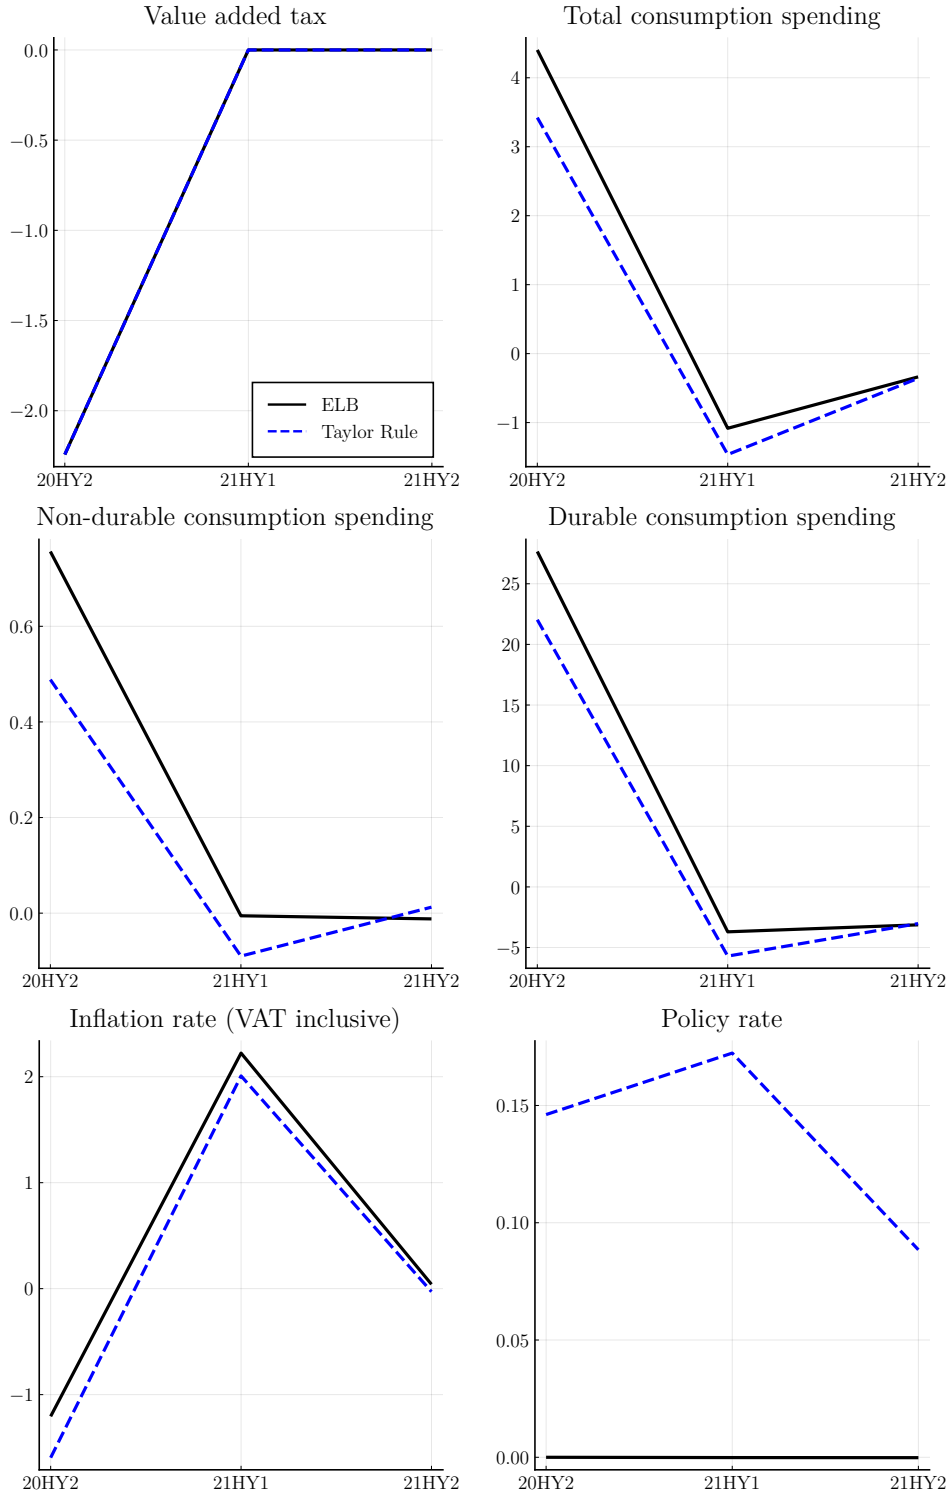 Value added tax
0.0
−0.5
−1.0
−1.5
−2.0
ELB
Taylor Rule
20HY2 21HY1 21HY2
Total consumption spending
4
3
2
1
0
−1
20HY2 21HY1 21HY2
Non-durable consumption spending
0.6
0.4
0.2
0.0
20HY2 21HY1 21HY2
Durable consumption spending
25
20
15
10
5
0
−5
20HY2 21HY1 21HY2
Inflation rate (VAT inclusive)
2
1
0
−1
20HY2 21HY1 21HY2
Policy rate
0.15
0.10
0.05
0.00
20HY2 21HY1 21HY2